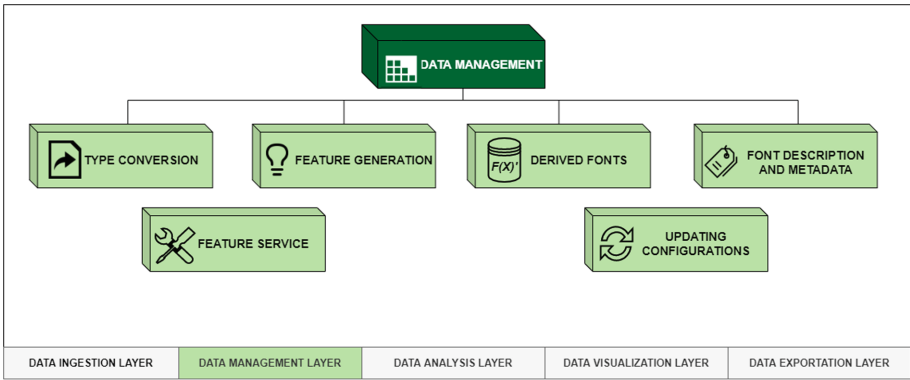 DATA MANAGEMENT
TYPE CONVERSION
FEATURE GENERATION
F(X)'
DERIVED FONTS
FONT DESCRIPTION
AND METADATA
FEATURE SERVICE
UPDATING
CONFIGURATIONS
DATA INGESTION LAYER
DATA MANAGEMENT LAYER
DATA ANALYSIS LAYER
DATA VISUALIZATION LAYER
DATA EXPORTATION LAYER